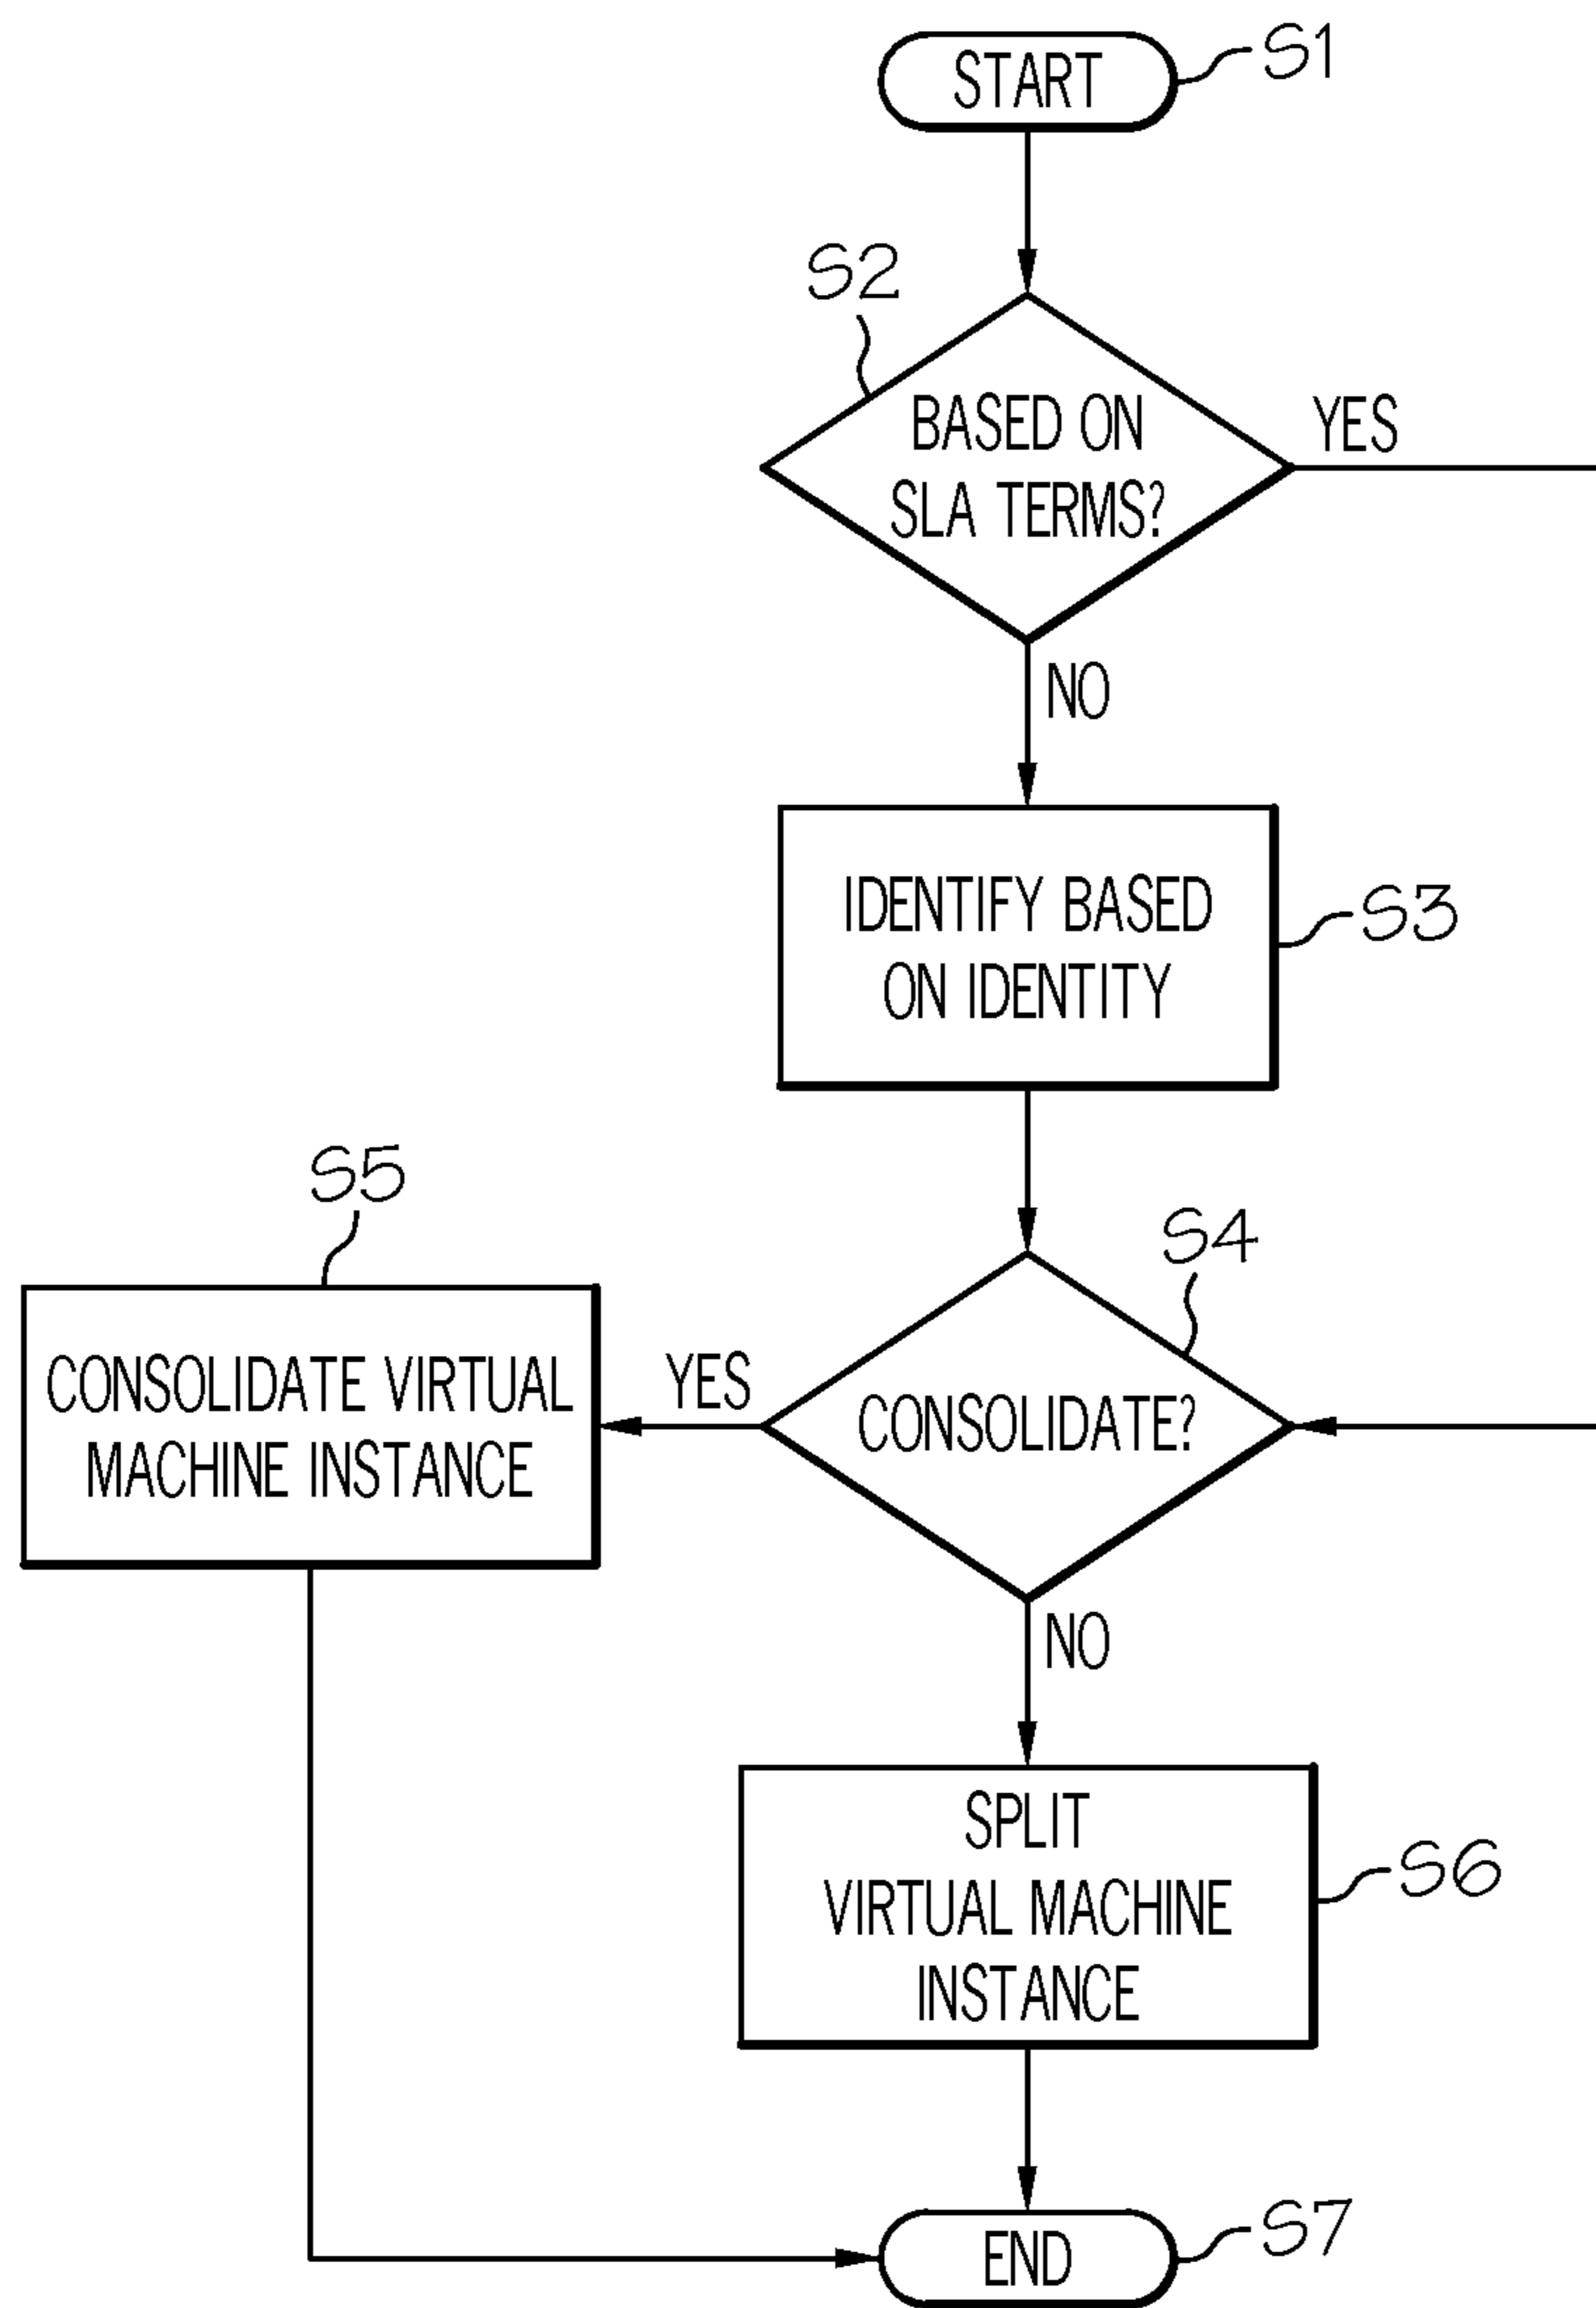 START
S1
S2
BASED ON
SLA TERMS?
YES
NO
IDENTIFY BASED
ON IDENTITY
S3
S5
S4
CONSOLIDATE VIRTUAL
MACHINE INSTANCE
YES
CONSOLIDATE?
NO
SPLIT
VIRTUAL MACHINE
INSTANCE
S6
END
S7